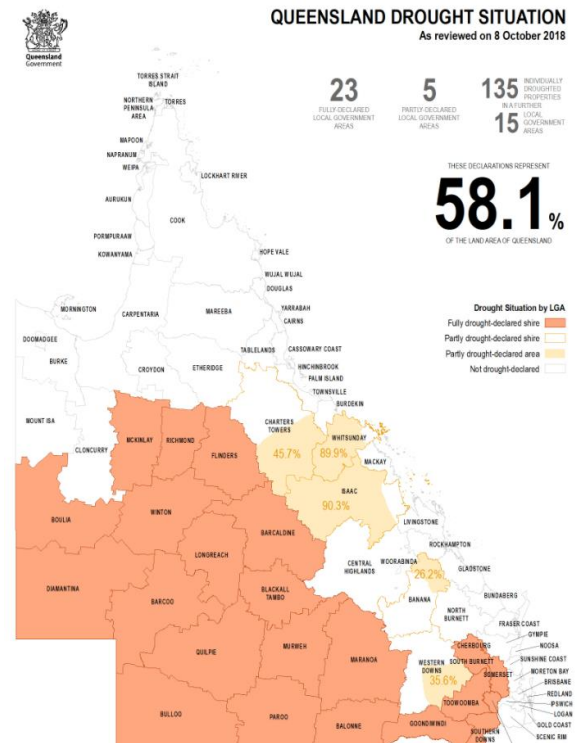 QUEENSLAND DROUGHT SITUATION
As reviewed on 8 October 2018
Queensland
Government
23
FULLY-DECLARED
LOCAL GOVERNMENT
AREAS
5
PARTLY-DECLARED
LOCAL GOVERNMENT
AREAS
135
INDIVIDUALLY
DROUGHTED
PROPERTIES
IN A FURTHER
15
LOCAL
GOVERNMENT
AREAS
THESE DECLARATIONS REPRESENT
58.1%
OF THE LAND AREA OF QUEENSLAND
Drought Situation by LGA
Fully drought-declared shire
Partly drought-declared shire
Partly drought-declared area
Not drought-declared
TORRES STRAIT
ISLAND
NORTHERN
PENINSULA
AREA
TORRES
MAPOON
NAPRANUM
WEIPA
LOCKHART RIVER
AURUKUN
COOK
PORMPURAAW
KOWANYAMA
HOPE VALE
WUJAL WUJAL
DOUGLAS
MORNINGTON
CARPENTARIA
MAREEBA
YARRABAH
CAIRNS
DOOMADGEE
BURKE
CROYDON
ETHERIDGE
TABLELANDS
CASSOWARY COAST
HINCHINBROOK
PALM ISLAND
TOWNSVILLE
BURDEKIN
MOUNT ISA
CLONCURRY
MCKINLAY
RICHMOND
FLINDERS
CHARTERS
TOWERS
45.7%
WHITSUNDAY
89.9%
MACKAY
ISAAC
90.3%
BOULIA
WINTON
BARCALDINE
LIVINGSTONE
ROCKHAMPTON
LONGREACH
CENTRAL
HIGHLANDS
WOORABINDA
GLADSTONE
26.2%
DIAMANTINA
BARCOO
BLACKALL
TAMBO
BANANA
BUNDABERG
NORTH
BURNETT
FRASER COAST
GYMPIE
NOOSA
QUILPIE
MURWEH
MARANOA
WESTERN
DOWNS
35.6%
CHERBOURG
SOUTH BURNETT
SOMERSET
SUNSHINE COAST
MORETON BAY
BRISBANE
REDLAND
IPSWICH
LOGAN
GOLD COAST
SCENIC RIM
TOOWOOMBA
BULLOO
PAROO
BALONNE
GOONDIWINDI
SOUTHERN
DOWNS